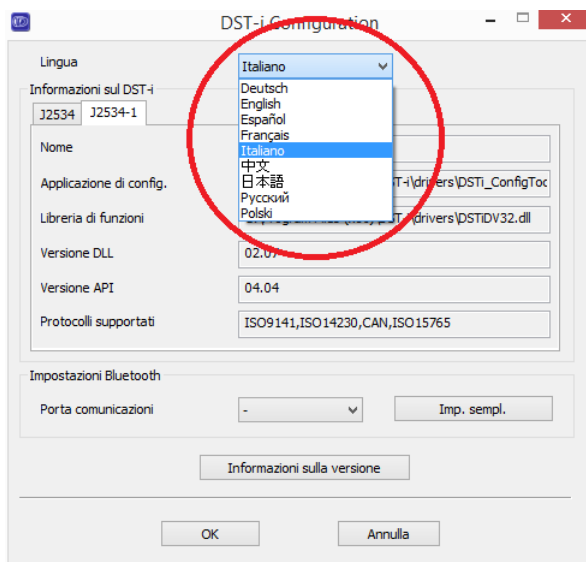 DST-i Configuration
Lingua
Italiano
Deutsch
English
Español
Français
Italiano
中文
日本語
Русский
Polski
Informazioni sul DST-i
J2534 J2534-1
Nome
Applicazione di config.
\drivers\DSTi_ConfigToo
Libreria di funzioni
\drivers\DSTiDV32.dll
Versione DLL
02.07
Versione API
04.04
Protocolli supportati
ISO9141,ISO14230,CAN,ISO15765
Impostazioni Bluetooth
Porta comunicazioni
-
Imp. sempl.
Informazioni sulla versione
OK
Annulla